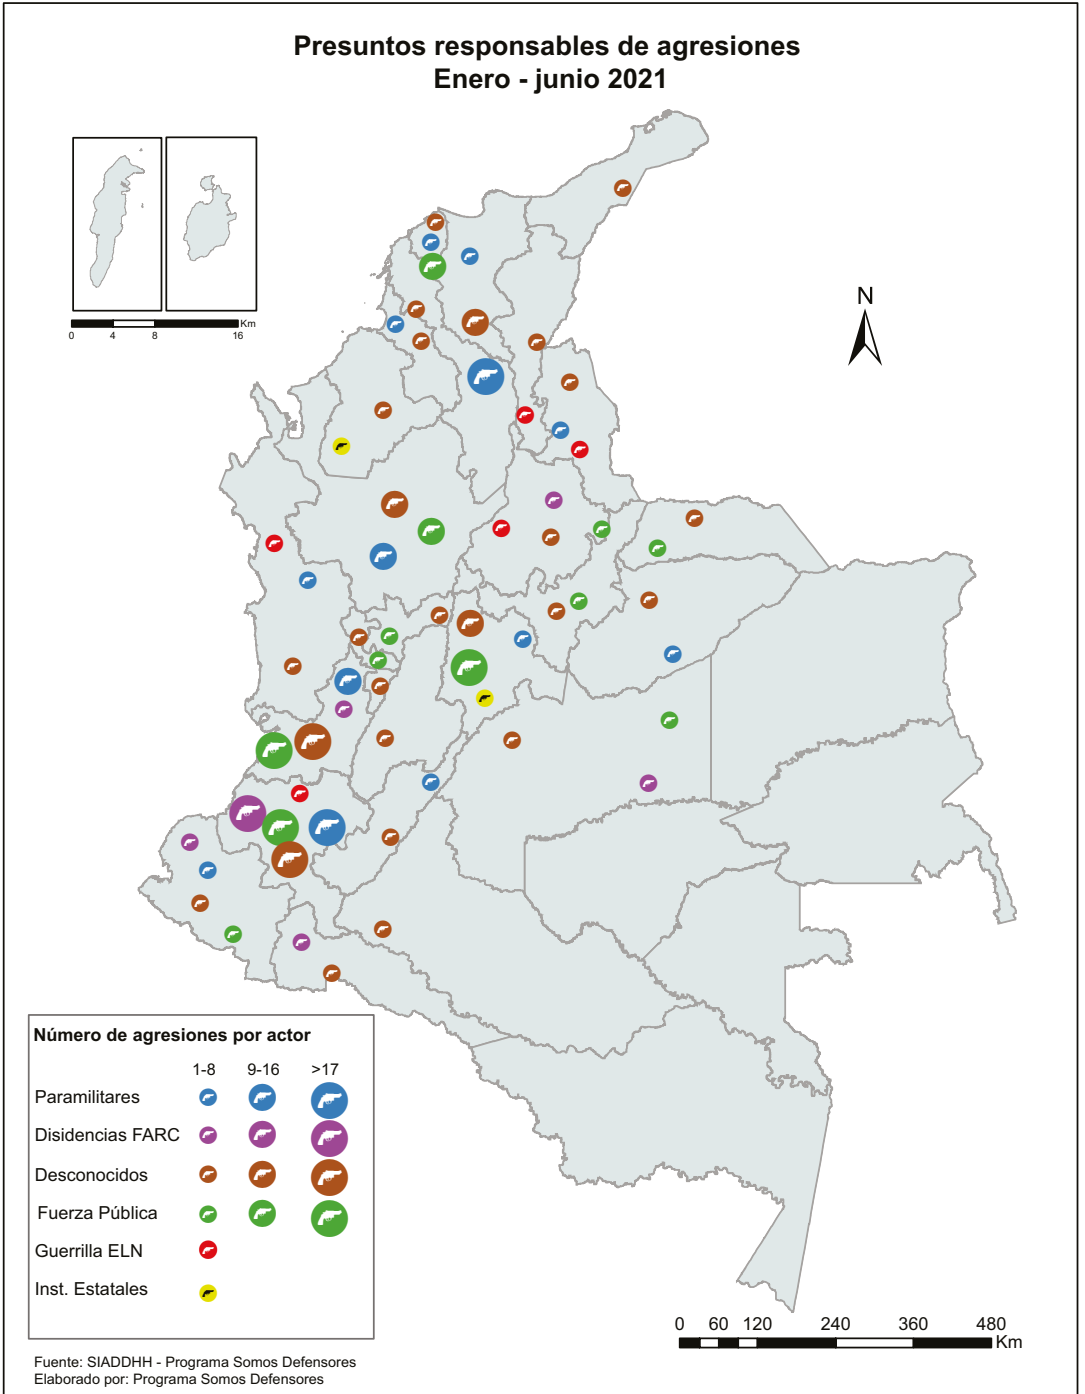 Presuntos responsables de agresiones
Enero - junio 2021
Km
0 4 8 16
N
Número de agresiones por actor
1-8 9-16 >17
Paramilitares
Disidencias FARC
Desconocidos
Fuerza Pública
Guerrilla ELN
Inst. Estatales
0 60 120 240 360 480
Km
Fuente: SIADDHH - Programa Somos Defensores
Elaborado por: Programa Somos Defensores